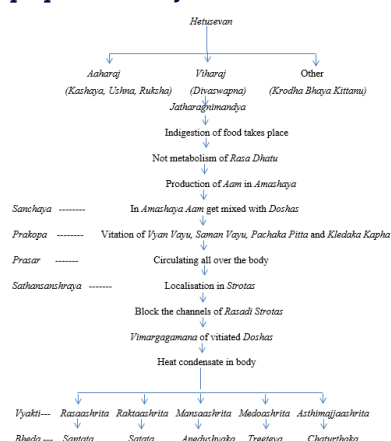 Hetusevan
Aaharaj Viharaj Other
(Kashaya, Ushna, Ruksha) (Divaswapna) (Krodha Bhaya Kittanu)
Jatharagnimandya
Indigestion of food takes place
Not metabolism of Rasa Dhatu
Production of Aam in Amashaya
Sanchaya -------- In Amashaya Aam get mixed with Doshas
Prakopa -------- Vitation of Vyan Vayu, Saman Vayu, Pachaka Pitta and Kledaka Kapha
Prasar ------- Circulating all over the body
Sathansanshraya ------- Localisation in Strotas
Block the channels of Rasadi Strotas
Vimargagamana of vitiated Doshas
Heat condensate in body
Vyakti--- Rasaashrita Raktaashrita Mansaashrita Medoashrita Asthimajjaashrita
Bheda --- Santata Satata Anedushyaka Treeteya Chaturthaka